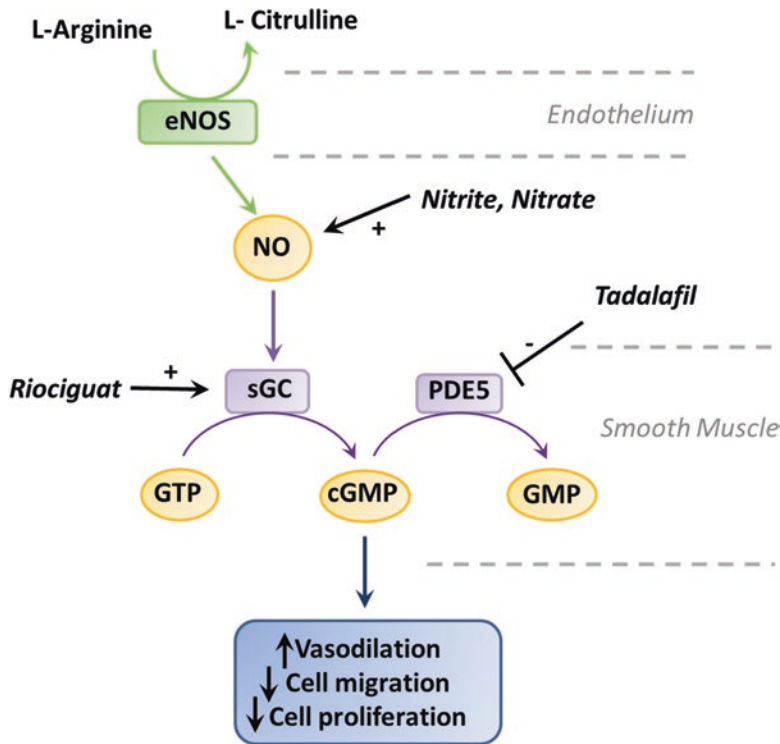 L-Arginine
L- Citrulline
eNOS
Endothelium
Nitrite, Nitrate
+
NO
Tadalafil
-
Riociguat
+
sGC
PDE5
Smooth Muscle
GTP
cGMP
GMP
↑Vasodilation
↓ Cell migration
↓ Cell proliferation